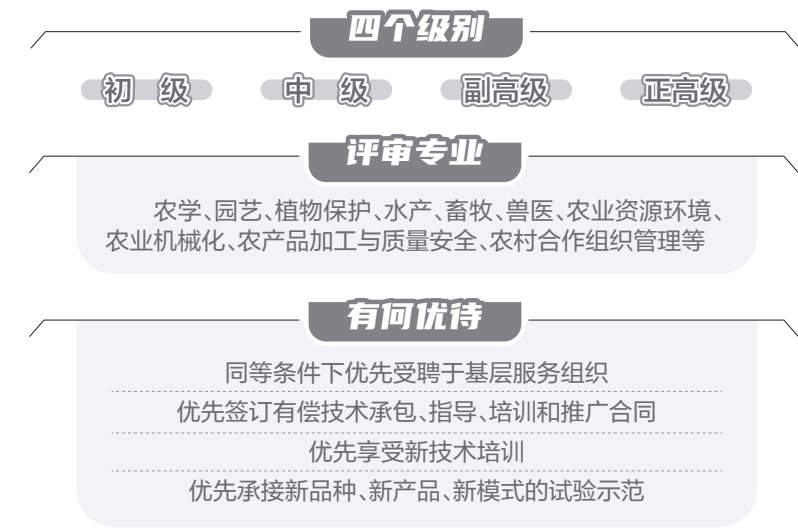 四个级别
初 级 中 级 副高级 正高级
评审专业
农学、园艺、植物保护、水产、畜牧、兽医、农业资源环境、
农业机械化、农产品加工与质量安全、农村合作组织管理等
有何优待
同等条件下优先受聘于基层服务组织
优先签订有偿技术承包、指导、培训和推广合同
优先享受新技术培训
优先承接新品种、新产品、新模式的试验示范